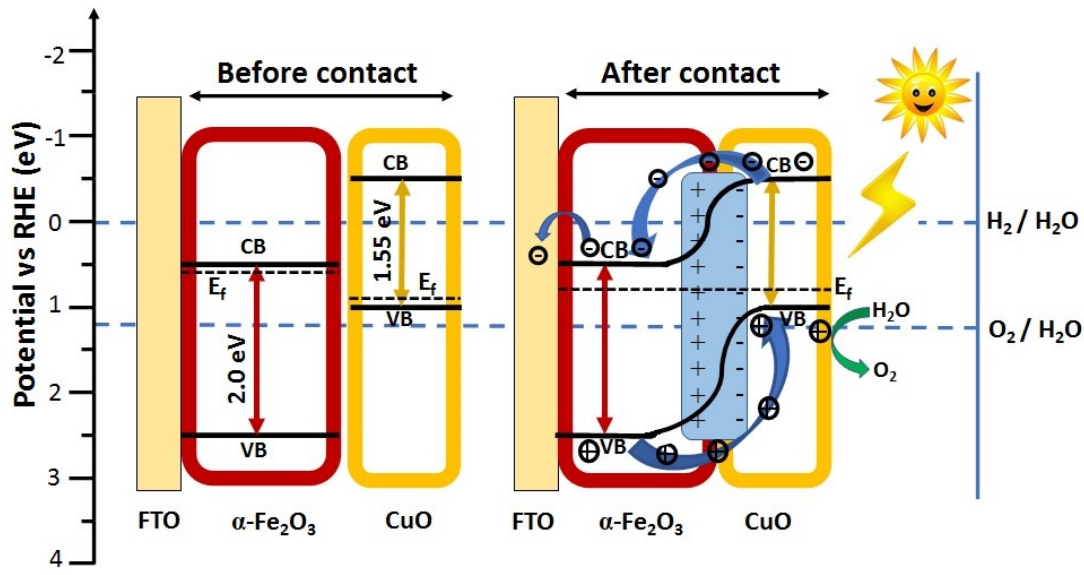 Potential vs RHE (eV)
-2
-1
0
1
2
3
4
Before contact
CB
1.55 eV
CB
E_f
E_f
VB
2.0 eV
VB
FTO
α-Fe₂O₃
CuO
After contact
- - - - - - - -
CB
CB
+ + + + + + + + + +
- - - - - - - - - -
E_f
VB
VB
+ + + + + +
FTO
α-Fe₂O₃
CuO
H₂O
O₂
H₂ / H₂O
O₂ / H₂O